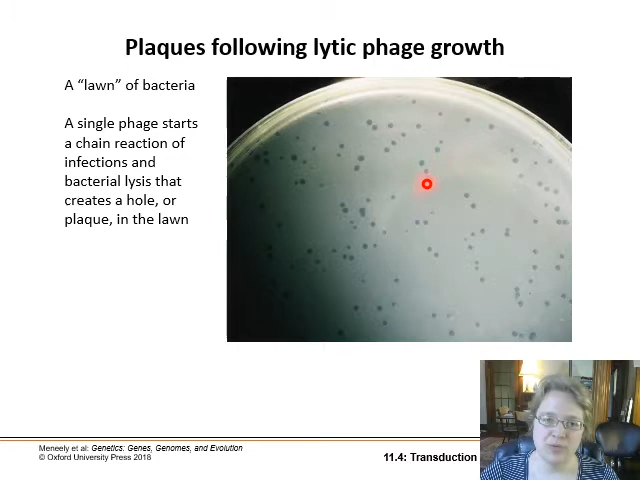 Plaques following lytic phage growth
A “lawn” of bacteria
A single phage starts
a chain reaction of
infections and
bacterial lysis that
creates a hole, or
plaque, in the lawn
Meneely et al: Genetics: Genes, Genomes, and Evolution
© Oxford University Press 2018
11.4: Transduction